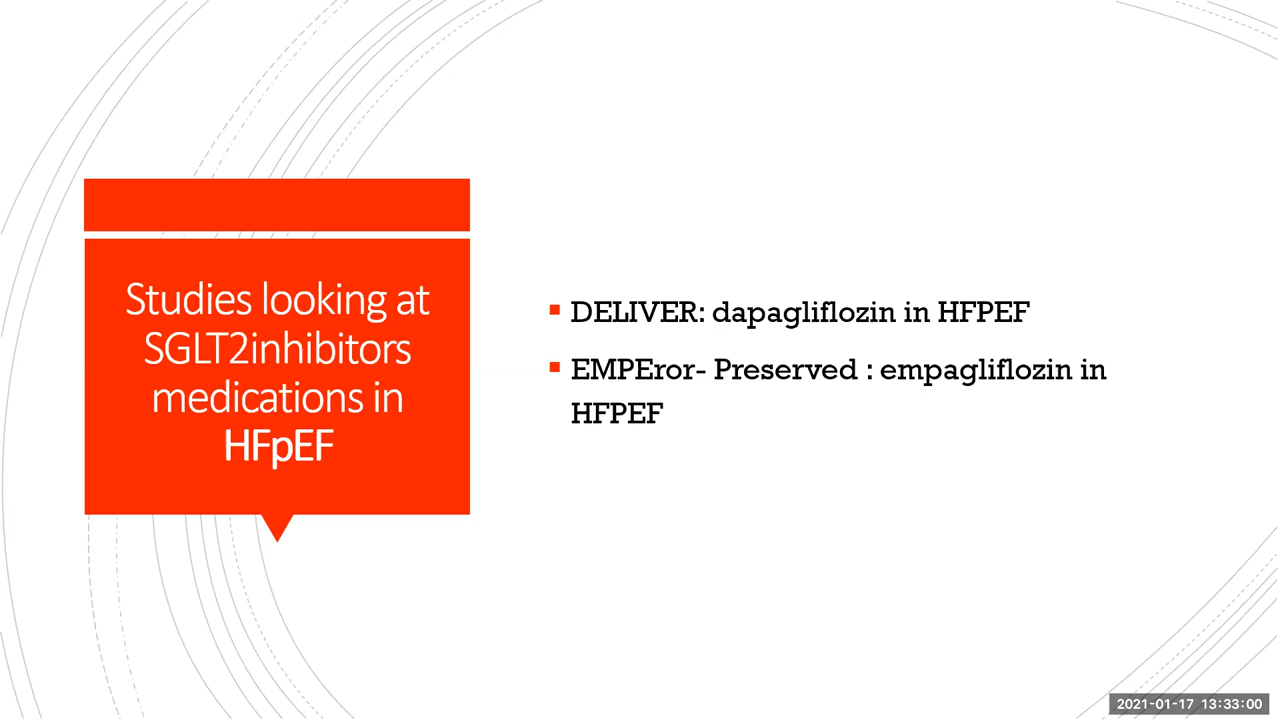 Studies looking at
SGLT2inhibitors
medications in
HFpEF
▪ DELIVER: dapagliflozin in HFPEF
▪ EMPEror- Preserved : empagliflozin in
HFPEF
2021-01-17 13:33:00